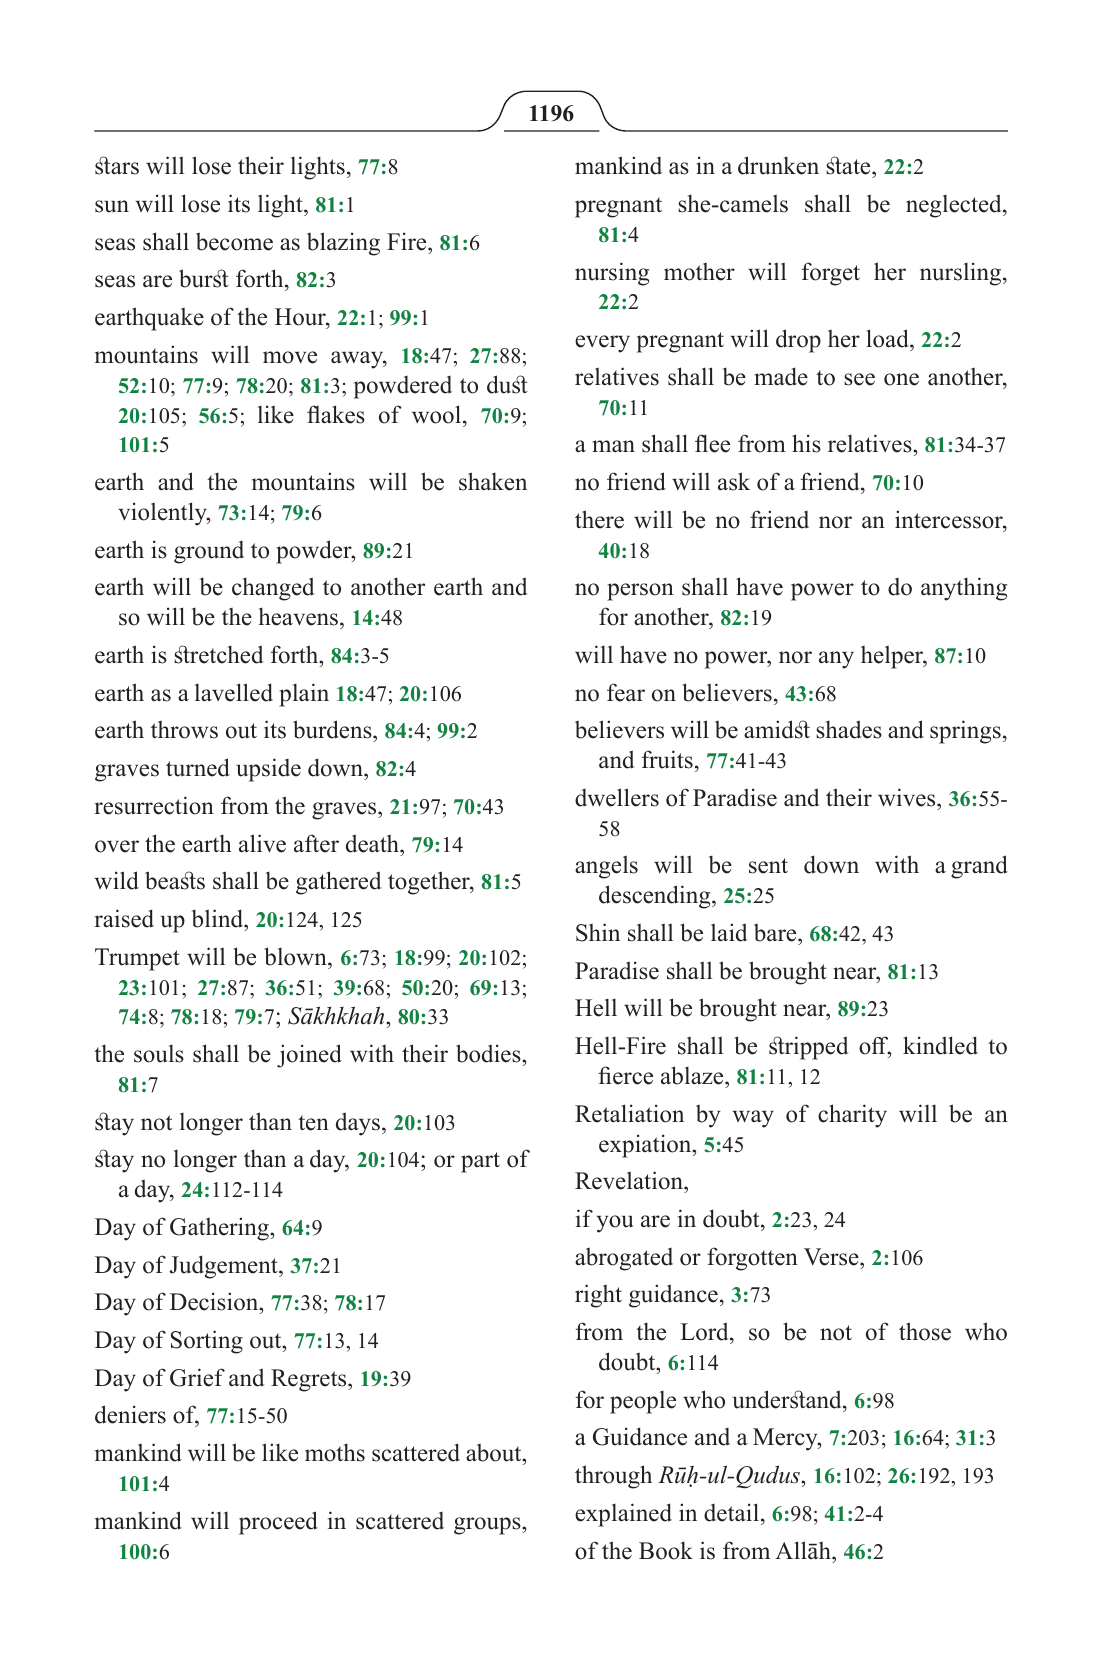 1196
stars will lose their lights, 77:8
sun will lose its light, 81:1
seas shall become as blazing Fire, 81:6
seas are burst forth, 82:3
earthquake of the Hour, 22:1; 99:1
mountains will move away, 18:47; 27:88;
52:10; 77:9; 78:20; 81:3; powdered to dust
20:105; 56:5; like flakes of wool, 70:9;
101:5
earth and the mountains will be shaken
violently, 73:14; 79:6
earth is ground to powder, 89:21
earth will be changed to another earth and
so will be the heavens, 14:48
earth is stretched forth, 84:3-5
earth as a lavelled plain 18:47; 20:106
earth throws out its burdens, 84:4; 99:2
graves turned upside down, 82:4
resurrection from the graves, 21:97; 70:43
over the earth alive after death, 79:14
wild beasts shall be gathered together, 81:5
raised up blind, 20:124, 125
Trumpet will be blown, 6:73; 18:99; 20:102;
23:101; 27:87; 36:51; 39:68; 50:20; 69:13;
74:8; 78:18; 79:7; Sākhkhah, 80:33
the souls shall be joined with their bodies,
81:7
stay not longer than ten days, 20:103
stay no longer than a day, 20:104; or part of
a day, 24:112-114
Day of Gathering, 64:9
Day of Judgement, 37:21
Day of Decision, 77:38; 78:17
Day of Sorting out, 77:13, 14
Day of Grief and Regrets, 19:39
deniers of, 77:15-50
mankind will be like moths scattered about,
101:4
mankind will proceed in scattered groups,
100:6
mankind as in a drunken state, 22:2
pregnant she-camels shall be neglected,
81:4
nursing mother will forget her nursling,
22:2
every pregnant will drop her load, 22:2
relatives shall be made to see one another,
70:11
a man shall flee from his relatives, 81:34-37
no friend will ask of a friend, 70:10
there will be no friend nor an intercessor,
40:18
no person shall have power to do anything
for another, 82:19
will have no power, nor any helper, 87:10
no fear on believers, 43:68
believers will be amidst shades and springs,
and fruits, 77:41-43
dwellers of Paradise and their wives, 36:55-
58
angels will be sent down with a grand
descending, 25:25
Shin shall be laid bare, 68:42, 43
Paradise shall be brought near, 81:13
Hell will be brought near, 89:23
Hell-Fire shall be stripped off, kindled to
fierce ablaze, 81:11, 12
Retaliation by way of charity will be an
expiation, 5:45
Revelation,
if you are in doubt, 2:23, 24
abrogated or forgotten Verse, 2:106
right guidance, 3:73
from the Lord, so be not of those who
doubt, 6:114
for people who understand, 6:98
a Guidance and a Mercy, 7:203; 16:64; 31:3
through Rūḥ-ul-Qudus, 16:102; 26:192, 193
explained in detail, 6:98; 41:2-4
of the Book is from Allāh, 46:2